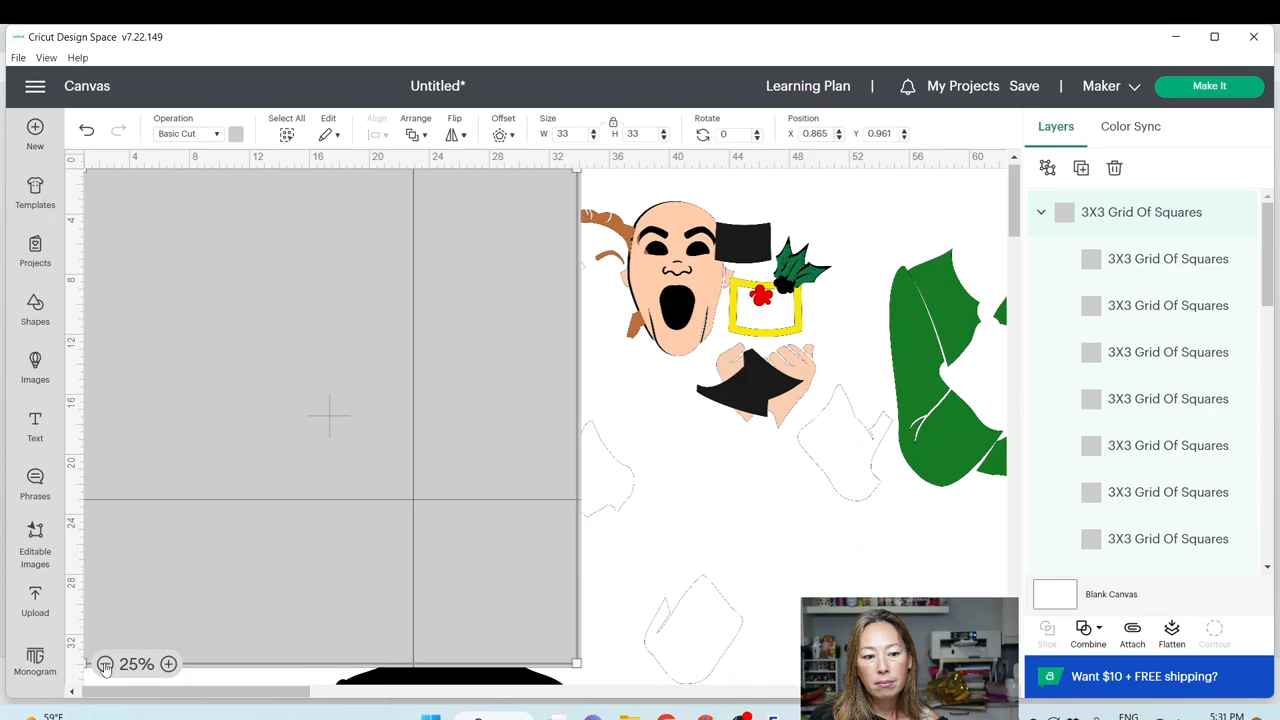 Cricut Design Space v7.22.149
File View Help
Canvas Untitled* Learning Plan | My Projects Save | Maker Make It
Operation Select All Edit Align Arrange Flip Offset Size Rotate Position
Basic Cut W 33 H 33 0 X 0.865 Y 0.961
Layers Color Sync
New
Templates
Projects
Shapes
Images
Text
Phrases
Editable
Images
Upload
Monogram
0 4 8 12 16 20 24 28 32 36 40 44 48 52 56 60
0
4
8
12
16
20
24
28
32
25%
3X3 Grid Of Squares
3X3 Grid Of Squares
3X3 Grid Of Squares
3X3 Grid Of Squares
3X3 Grid Of Squares
3X3 Grid Of Squares
3X3 Grid Of Squares
3X3 Grid Of Squares
Blank Canvas
Slice Combine Attach Flatten Contour
Want $10 + FREE shipping?
59°F ENG 5:31 PM